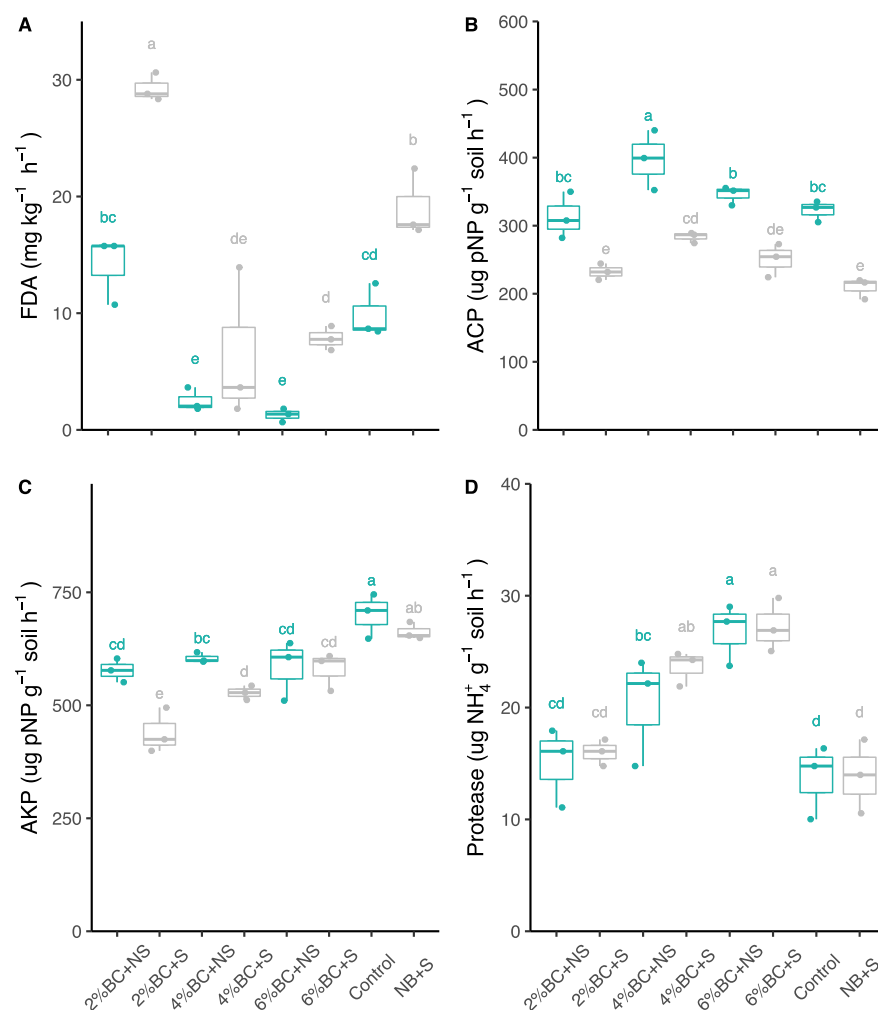 A
FDA (mg kg⁻¹ h⁻¹ )
30
20
10
0
bc
a
e
de
e
d
cd
b
B
ACP (ug pNP g⁻¹ soil h⁻¹ )
600
500
400
300
200
100
0
bc
e
a
cd
b
de
bc
e
C
AKP (ug pNP g⁻¹ soil h⁻¹ )
750
500
250
0
cd
e
bc
d
cd
cd
a
ab
2%BC+NS
2%BC+S
4%BC+NS
4%BC+S
6%BC+NS
6%BC+S
Control
NB+S
D
Protease (ug NH₄⁺ g⁻¹ soil h⁻¹ )
40
30
20
10
0
cd
cd
bc
ab
a
a
d
d
2%BC+NS
2%BC+S
4%BC+NS
4%BC+S
6%BC+NS
6%BC+S
Control
NB+S